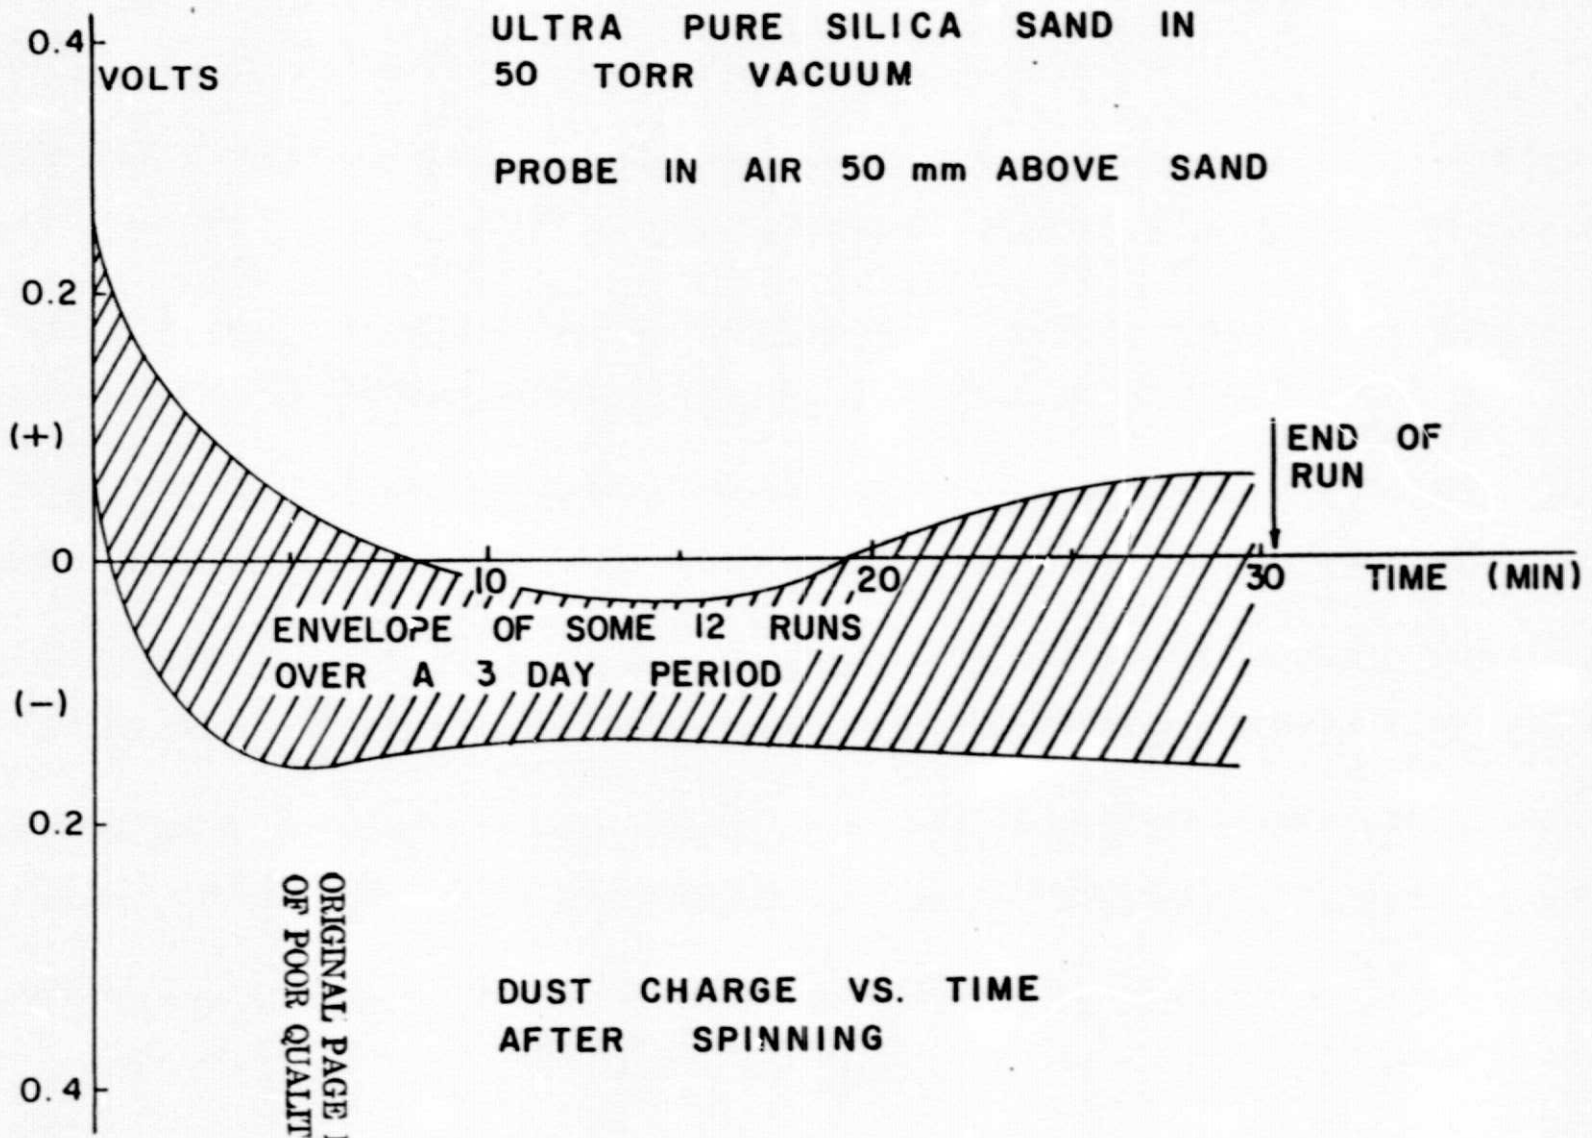 0.4
VOLTS
ULTRA PURE SILICA SAND IN
50 TORR VACUUM
PROBE IN AIR 50 mm ABOVE SAND
0.2
(+)
END OF
RUN
0
10
20
30
TIME (MIN)
ENVELOPE OF SOME 12 RUNS
OVER A 3 DAY PERIOD
(-)
0.2
ORIGINAL PAGE
OF POOR
DUST CHARGE VS. TIME
AFTER SPINNING
0.4